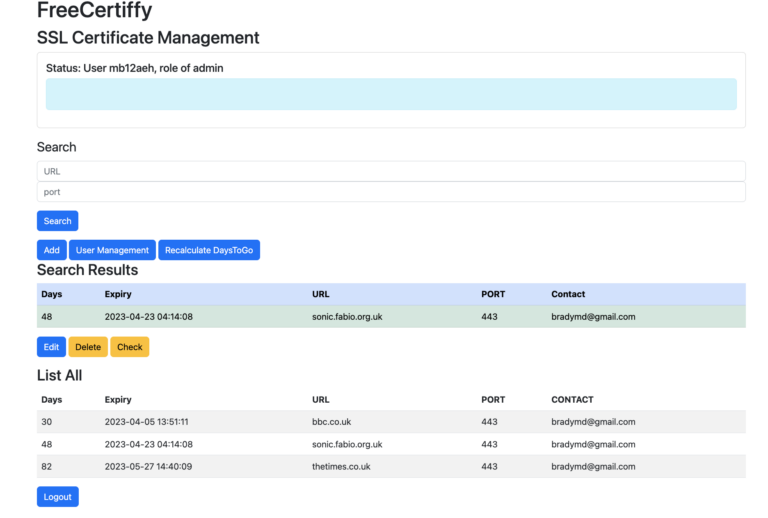 FreeCertiffy
SSL Certificate Management
Status: User mb12aeh, role of admin
Search
URL
port
Search
Add User Management Recalculate DaysToGo
Search Results
Days Expiry URL PORT Contact
48 2023-04-23 04:14:08 sonic.fabio.org.uk 443 bradymd@gmail.com
Edit Delete Check
List All
Days Expiry URL PORT CONTACT
30 2023-04-05 13:51:11 bbc.co.uk 443 bradymd@gmail.com
48 2023-04-23 04:14:08 sonic.fabio.org.uk 443 bradymd@gmail.com
82 2023-05-27 14:40:09 thetimes.co.uk 443 bradymd@gmail.com
Logout